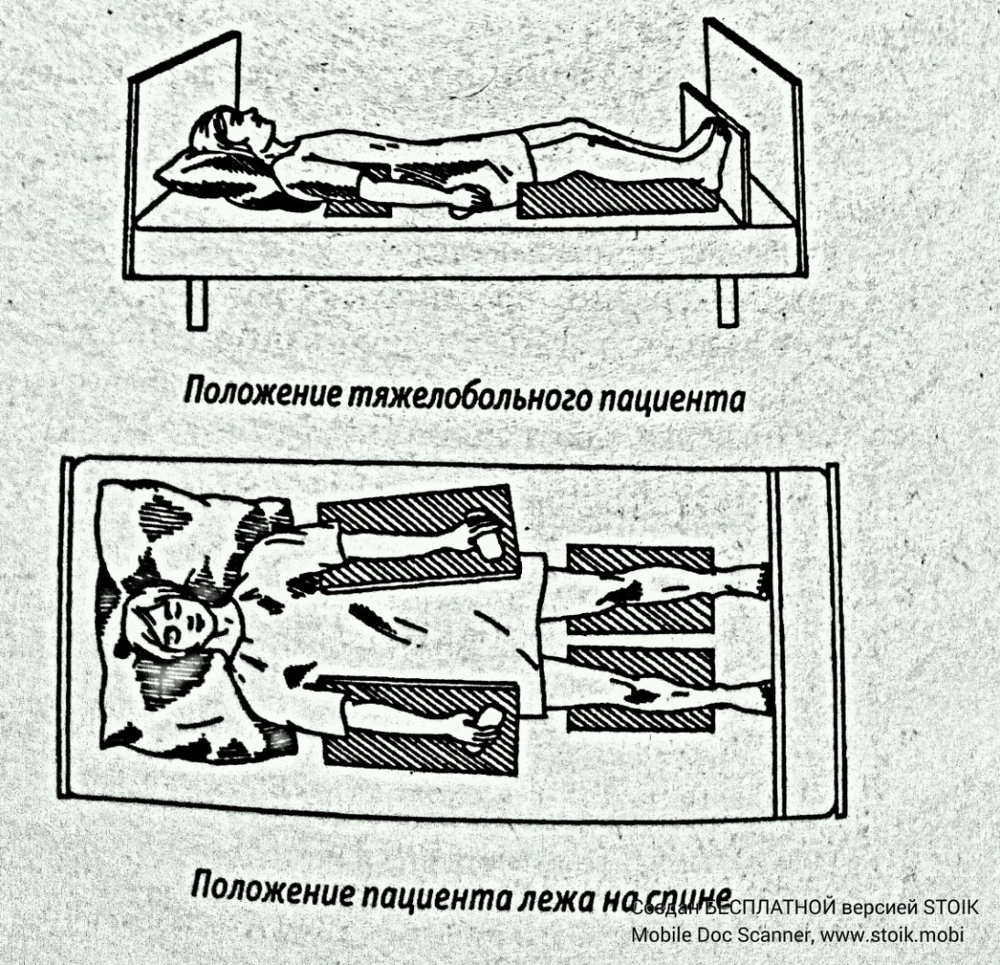 Положение тяжелобольного пациента
Положение пациента лежа на спине
Создан БЕСПЛАТНОЙ версией STOIK
Mobile Doc Scanner, www.stoik.mobi